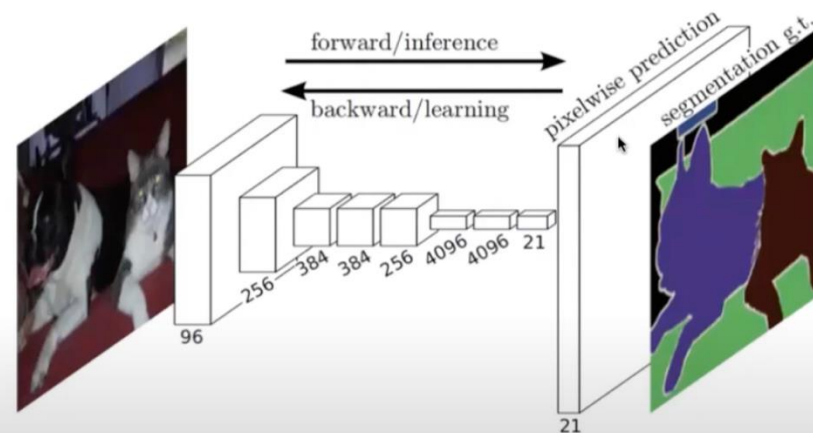 forward/inference
backward/learning
pixelwise prediction
segmentation g.t.
96
256
384
384
256
4096
4096
21
21